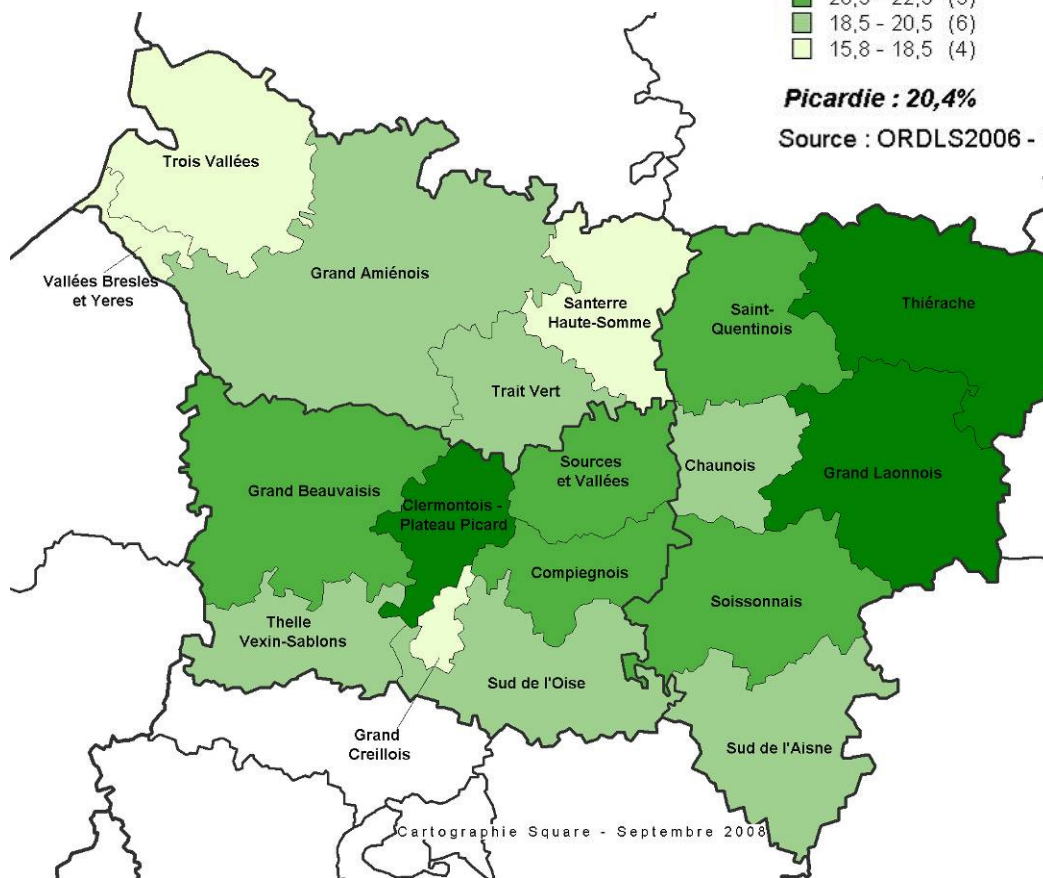 18,5 - 20,5 (6)
15,8 - 18,5 (4)
Picardie : 20,4%
Source : ORDLS2006 -
Trois Vallées
Vallées Bresles
et Yeres
Grand Amiénois
Santerre
Haute-Somme
Saint-
Quentinois
Thiérache
Trait Vert
Sources
et Vallées
Chaunois
Grand Laonnois
Grand Beauvaisis
Clermontois -
Plateau Picard
Compiegnois
Soissonnais
Thelle
Vexin-Sablons
Sud de l'Oise
Grand
Creillois
Sud de l'Aisne
Cartographie Square - Septembre 2008